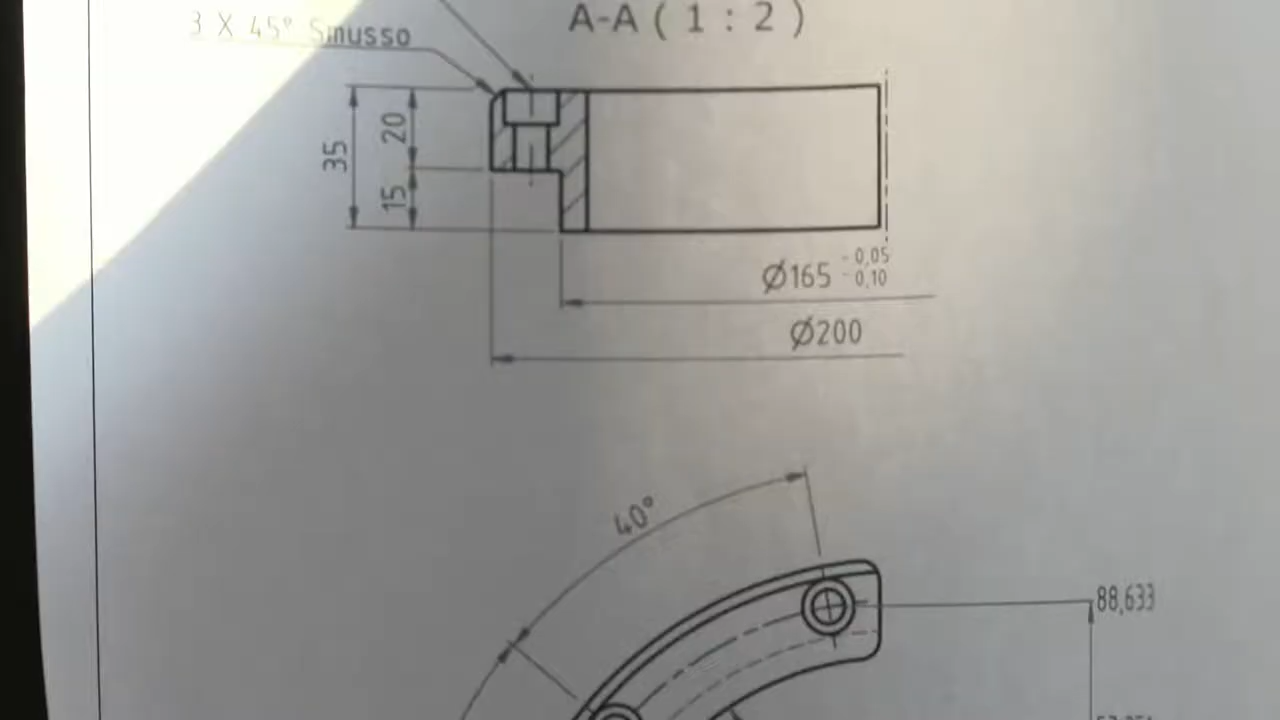 A-A ( 1 : 2 )
3 X 45° Smusso
35
20
15
Ø165 -0,05 -0,10
Ø200
40°
88,633